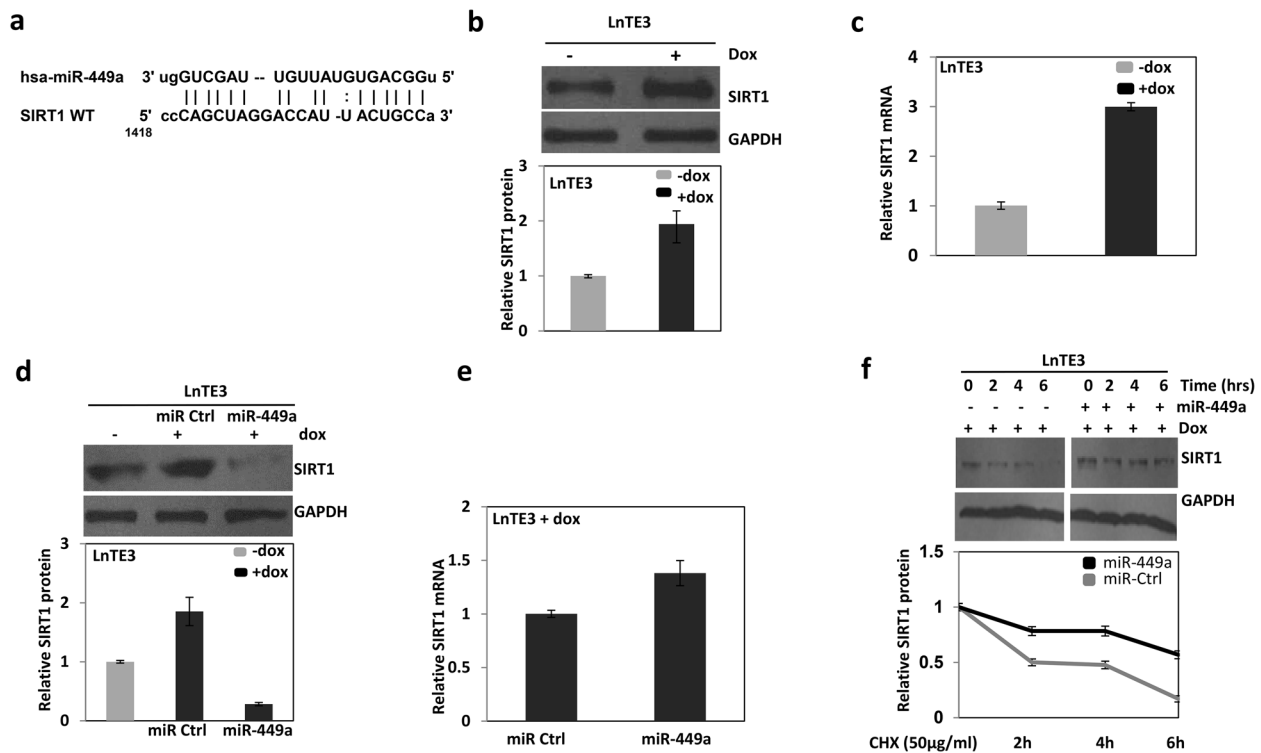 a
hsa-miR-449a 3' ugGUCGAU -- UGUUAUGUGACGGu 5'
SIRT1 WT 5' ccCAGCUAGGACCAU -U ACUGCCa 3'
1418
b
LnTE3
- + Dox
SIRT1
GAPDH
LnTE3
-dox
+dox
Relative SIRT1 protein
3
2
1
0
c
LnTE3
-dox
+dox
Relative SIRT1 mRNA
4
3
2
1
0
d
LnTE3
miR Ctrl miR-449a
- + + dox
SIRT1
GAPDH
LnTE3
-dox
+dox
Relative SIRT1 protein
3
2
1
0
miR Ctrl miR-449a
e
LnTE3 + dox
Relative SIRT1 mRNA
2
1.5
1
0.5
0
miR Ctrl miR-449a
f
LnTE3
0 2 4 6 0 2 4 6 Time (hrs)
- - - - + + + + miR-449a
+ + + + + + + + Dox
SIRT1
GAPDH
miR-449a
miR-Ctrl
Relative SIRT1 protein
1.5
1
0.5
0
CHX (50µg/ml) 2h 4h 6h